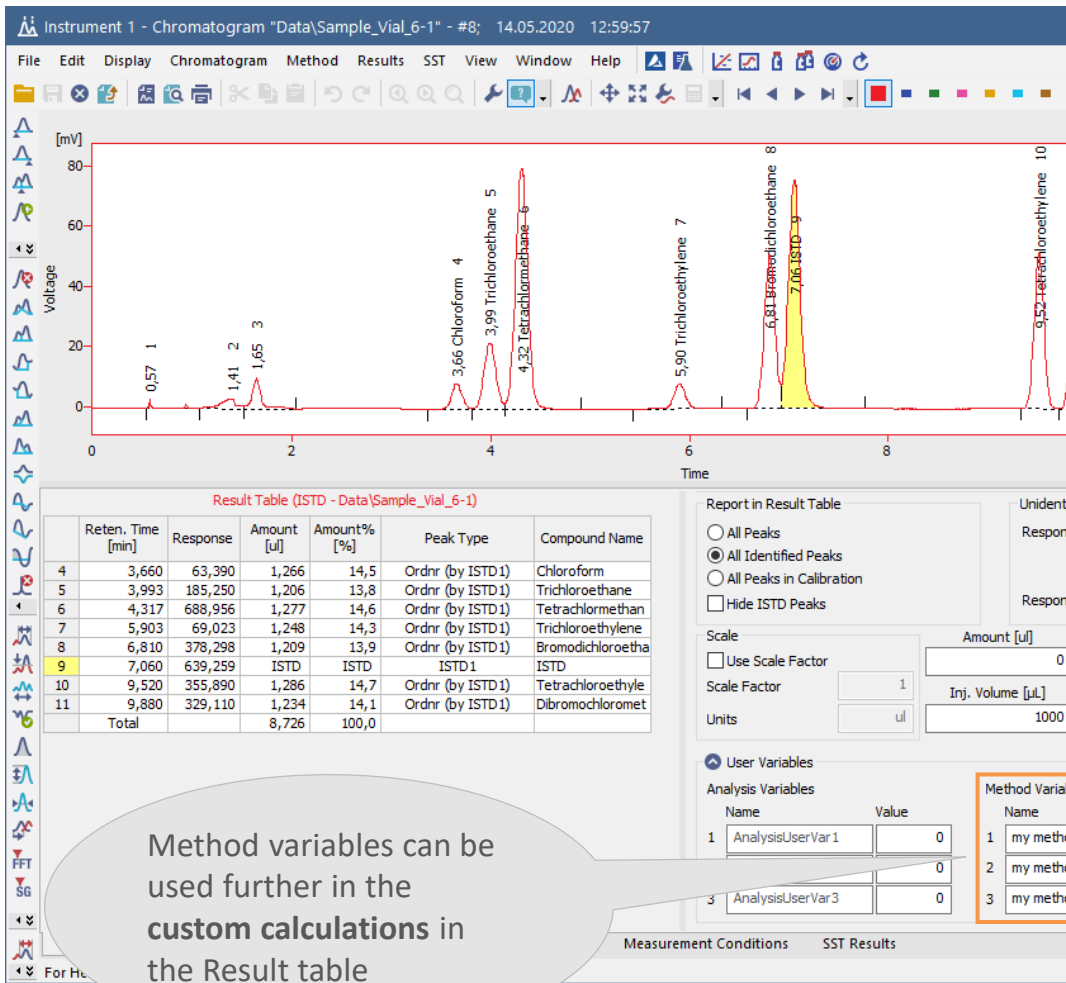 Instrument 1 - Chromatogram "Data\Sample_Vial_6-1" - #8; 14.05.2020 12:59:57
File Edit Display Chromatogram Method Results SST View Window Help
[mV]
80
60
40
20
0
Voltage
0,57 1
1,41 2
1,65 3
3,66 Chloroform 4
3,99 Trichloroethane 5
4,32 Tetrachlormethane 6
5,90 Trichloroethylene 7
6,81 Bromodichloroethane 8
7,06 ISTD 9
9,52 Tetrachloroethylene 10
0 2 4 6 8
Time
Result Table (ISTD - Data\Sample_Vial_6-1)
Reten. Time [min] Response Amount [ul] Amount% [%] Peak Type Compound Name
4 3,660 63,390 1,266 14,5 Ordnr (by ISTD1) Chloroform
5 3,993 185,250 1,206 13,8 Ordnr (by ISTD1) Trichloroethane
6 4,317 688,956 1,277 14,6 Ordnr (by ISTD1) Tetrachlormethan
7 5,903 69,023 1,248 14,3 Ordnr (by ISTD1) Trichloroethylene
8 6,810 378,298 1,209 13,9 Ordnr (by ISTD1) Bromodichloroetha
9 7,060 639,259 ISTD ISTD ISTD1 ISTD
10 9,520 355,890 1,286 14,7 Ordnr (by ISTD1) Tetrachloroethyle
11 9,880 329,110 1,234 14,1 Ordnr (by ISTD1) Dibromochloromet
Total 8,726 100,0
Report in Result Table
All Peaks
All Identified Peaks
All Peaks in Calibration
Hide ISTD Peaks
Unident
Respon
Respon
Scale
Use Scale Factor
Scale Factor 1
Units ul
Amount [ul]
0
Inj. Volume [µL]
1000
User Variables
Analysis Variables
Name Value
1 AnalysisUserVar1 0
0
3 AnalysisUserVar3 0
Method Varia
Name
1 my meth
2 my meth
3 my meth
Method variables can be
used further in the
custom calculations in
the Result table
Measurement Conditions SST Results
For He
FFT
SG